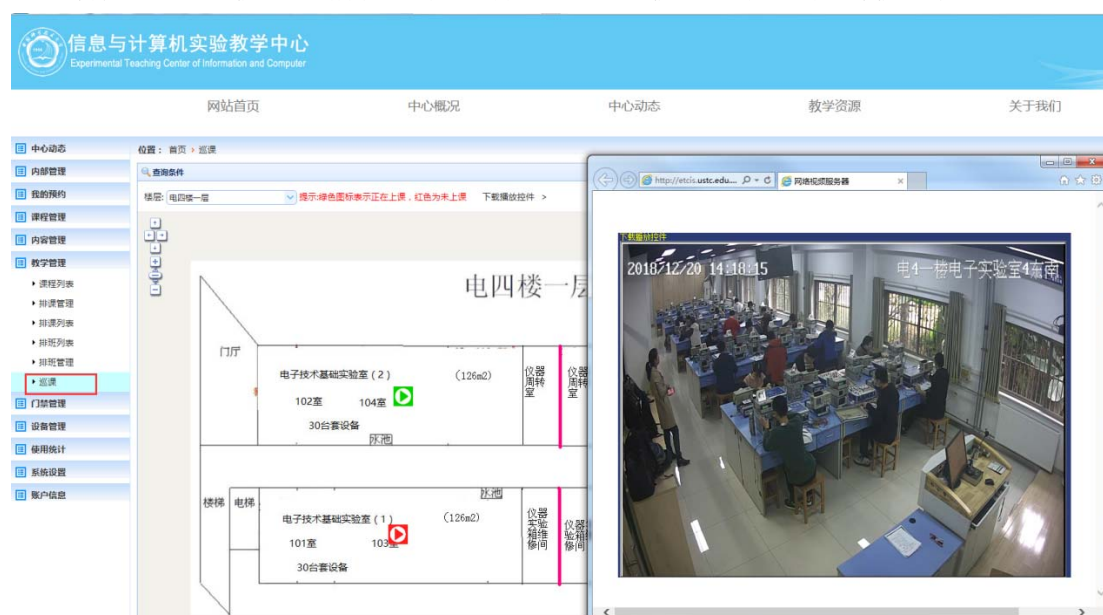 信息与计算机实验教学中心
Experimental Teaching Center of Information and Computer
网站首页
中心概况
中心动态
教学资源
关于我们
中心动态
内部管理
我的预约
课程管理
内容管理
教学管理
课程列表
排课管理
排课列表
排班列表
排班管理
巡课
门禁管理
设备管理
使用统计
系统设置
账户信息
位置： 首页 › 巡课
查询条件
楼层: 电四楼一层
提示:绿色图标表示正在上课，红色为未上课
下载播放控件 >
电四楼一层
门厅
电子技术基础实验室（2）
（126m2）
102室
104室
30台套设备
水池
仪器周转室
仪器周转室
楼梯
电梯
水池
电子技术基础实验室（1）
（126m2）
101室
103室
30台套设备
仪器实验箱维修间
http://etcis.ustc.edu...
网络视频服务器
下载播放控件
2018/12/20 14:18:15
电4一楼电子实验室4东南